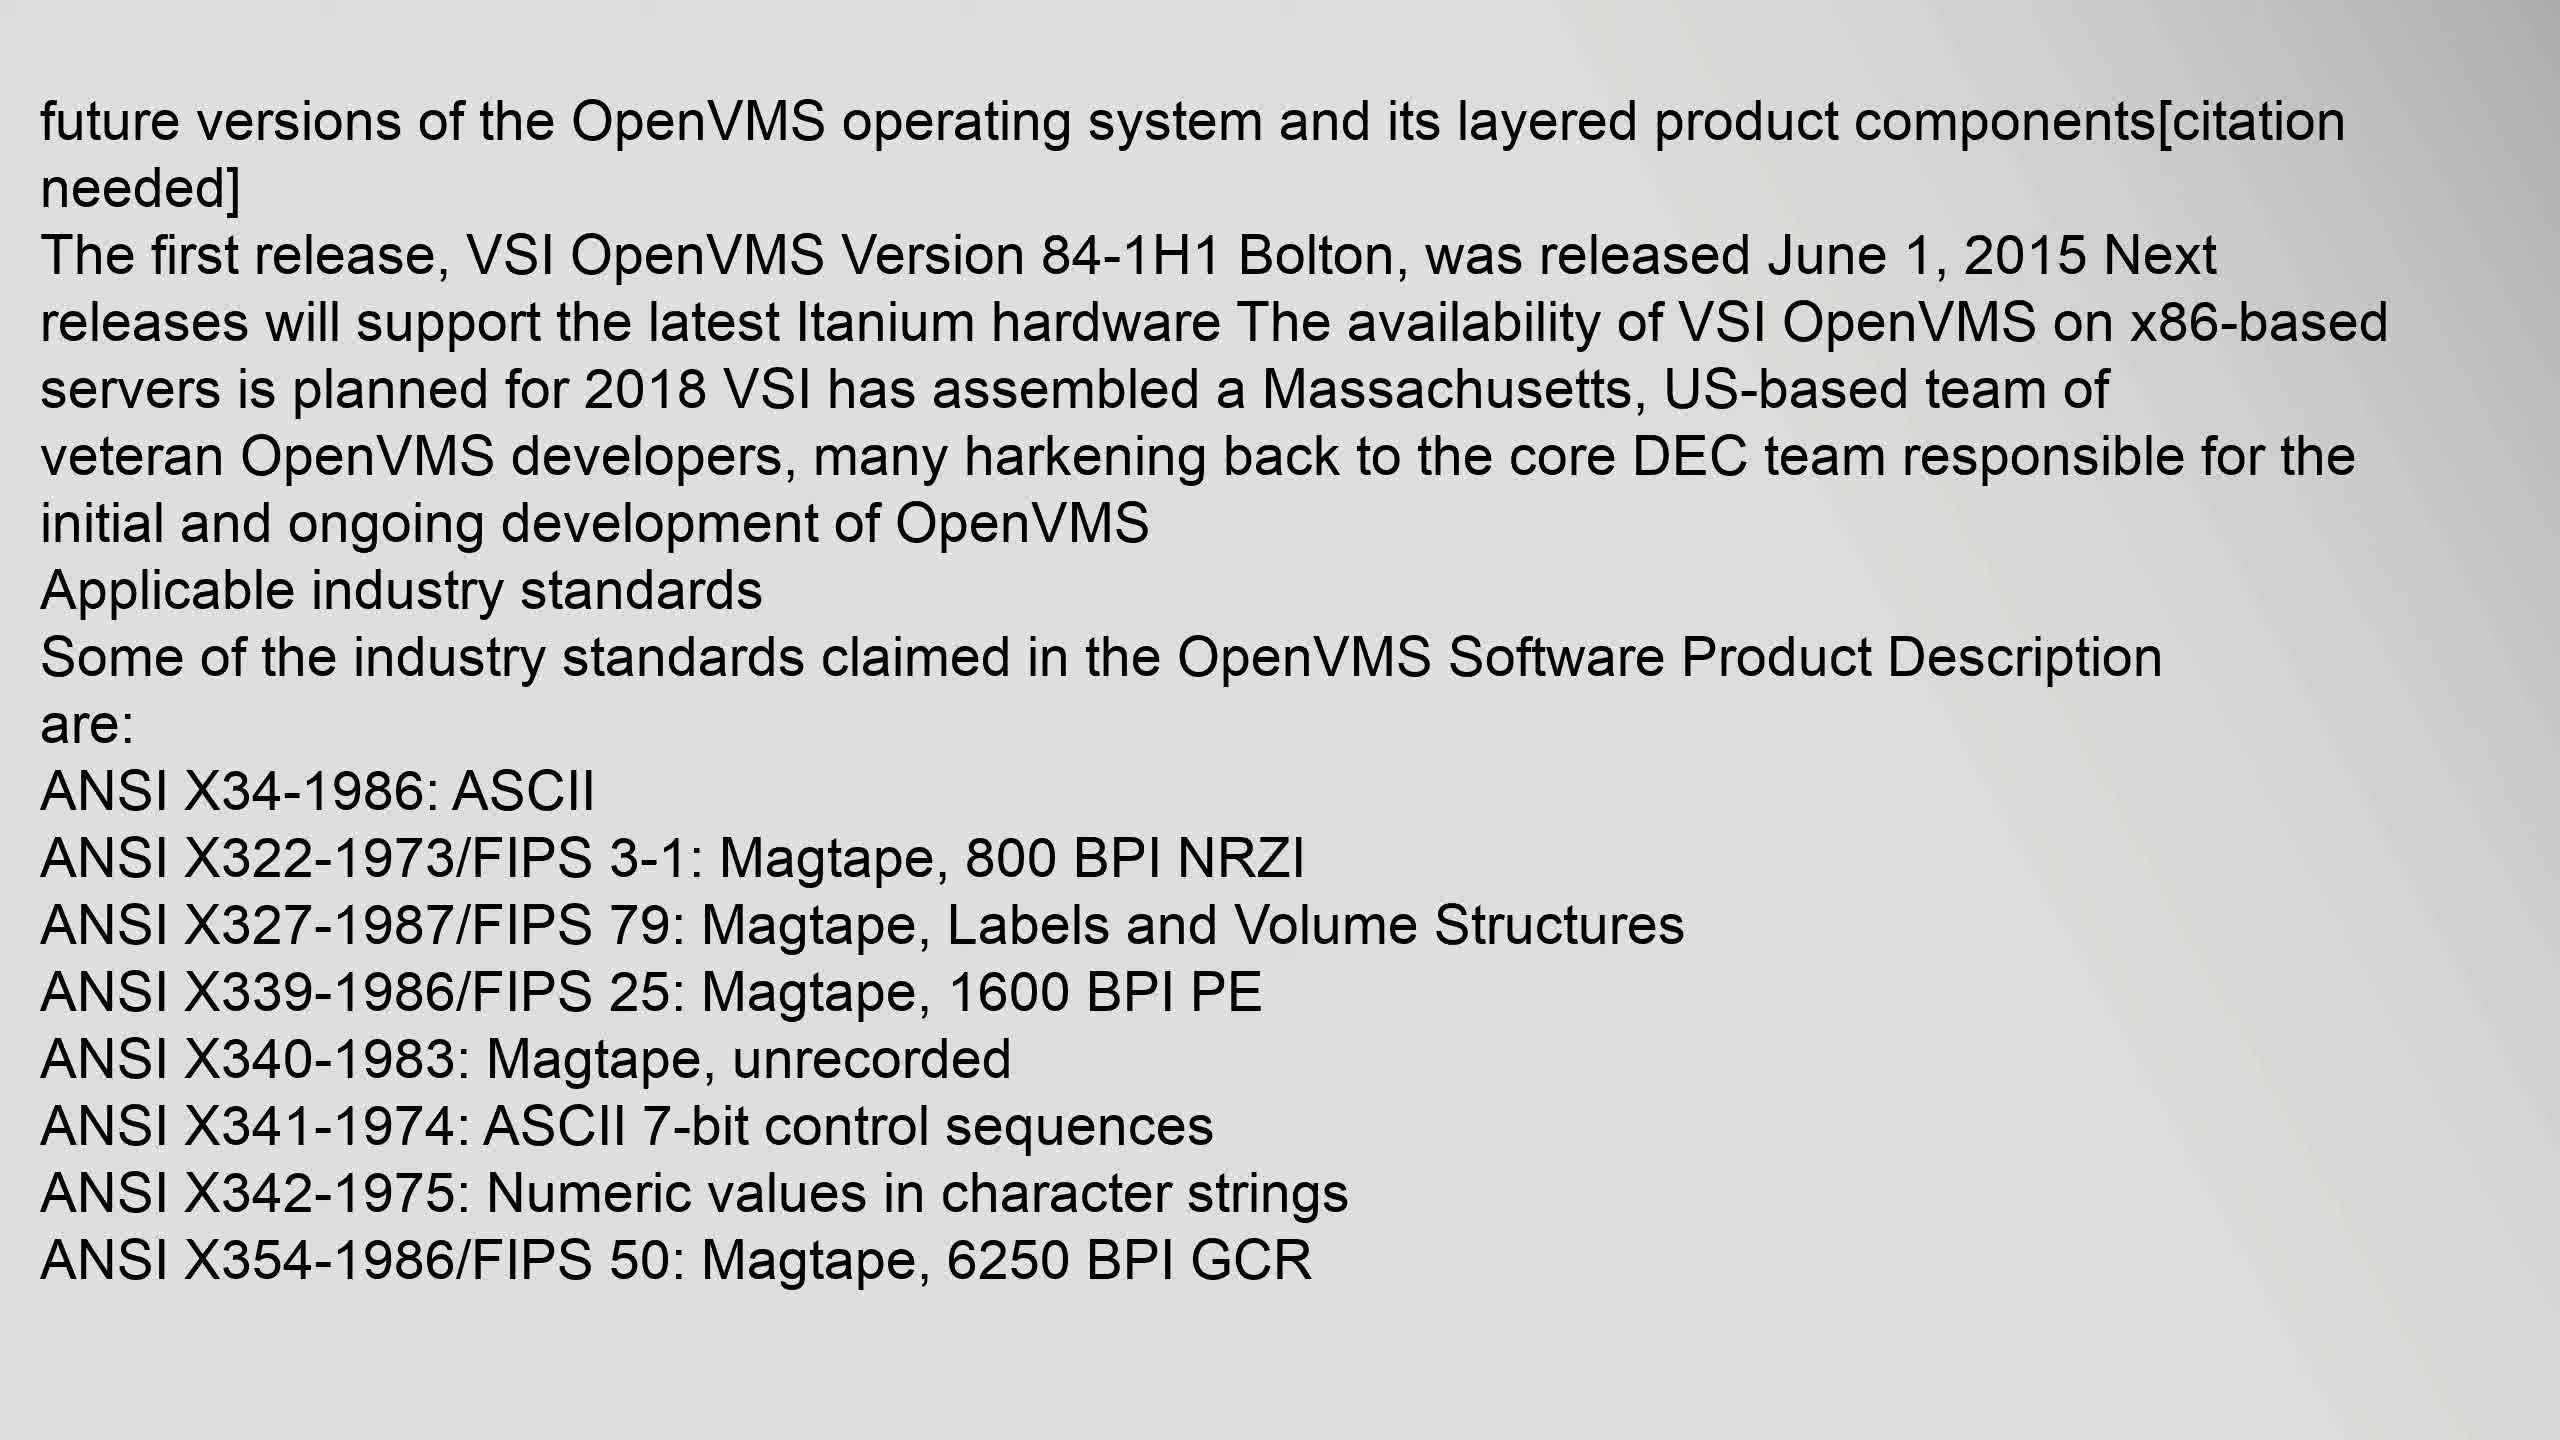 future versions of the OpenVMS operating system and its layered product components[citation
needed]
The first release, VSI OpenVMS Version 84-1H1 Bolton, was released June 1, 2015 Next
releases will support the latest Itanium hardware The availability of VSI OpenVMS on x86-based
servers is planned for 2018 VSI has assembled a Massachusetts, US-based team of
veteran OpenVMS developers, many harkening back to the core DEC team responsible for the
initial and ongoing development of OpenVMS
Applicable industry standards
Some of the industry standards claimed in the OpenVMS Software Product Description
are:
ANSI X34-1986: ASCII
ANSI X322-1973/FIPS 3-1: Magtape, 800 BPI NRZI
ANSI X327-1987/FIPS 79: Magtape, Labels and Volume Structures
ANSI X339-1986/FIPS 25: Magtape, 1600 BPI PE
ANSI X340-1983: Magtape, unrecorded
ANSI X341-1974: ASCII 7-bit control sequences
ANSI X342-1975: Numeric values in character strings
ANSI X354-1986/FIPS 50: Magtape, 6250 BPI GCR